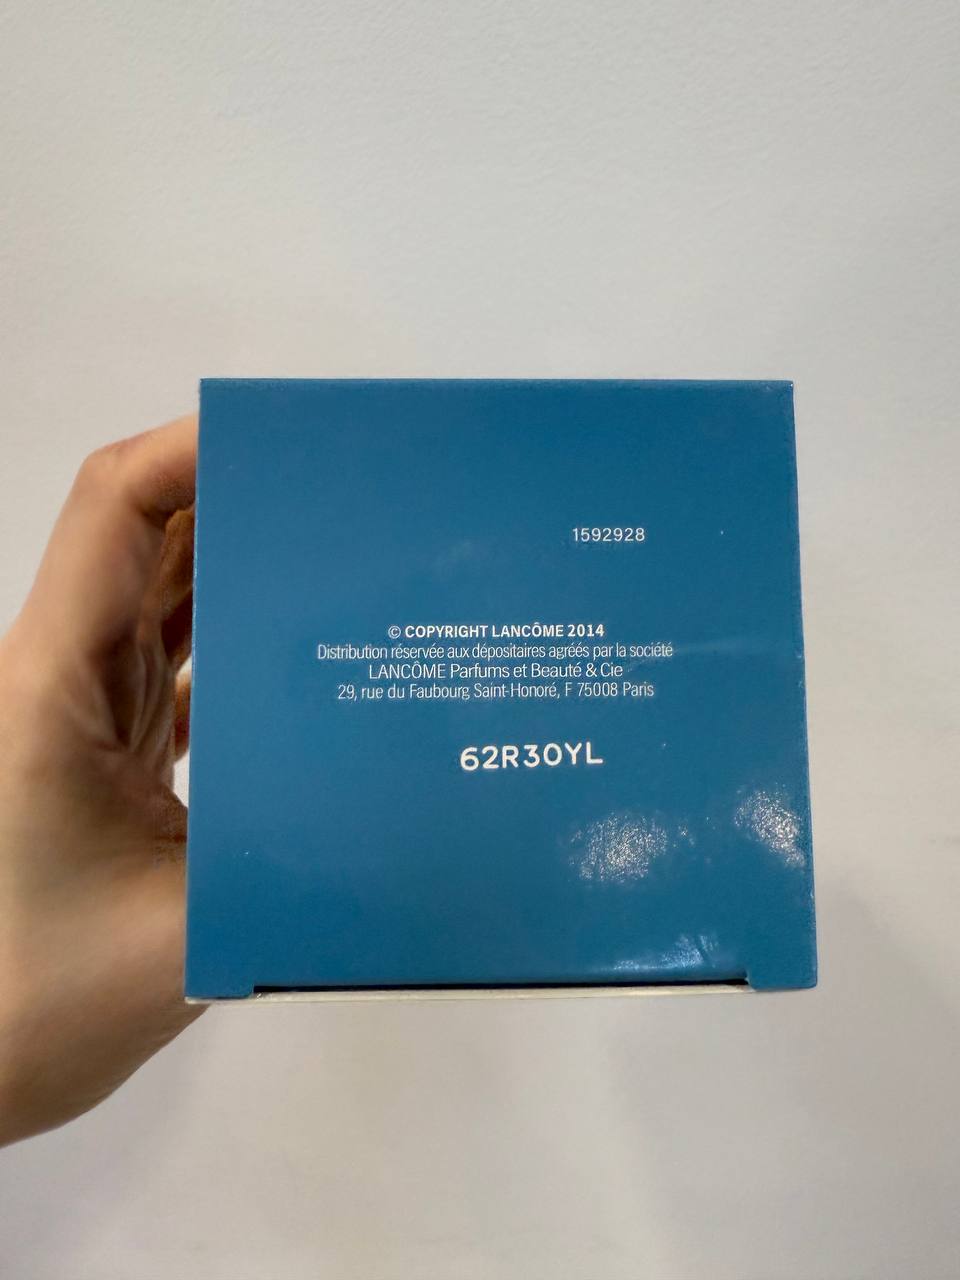 1592928
© COPYRIGHT LANCÔME 2014
Distribution réservée aux dépositaires agréés par la société
LANCÔME Parfums et Beauté & Cie
29, rue du Faubourg Saint-Honoré, F 75008 Paris
62R30YL